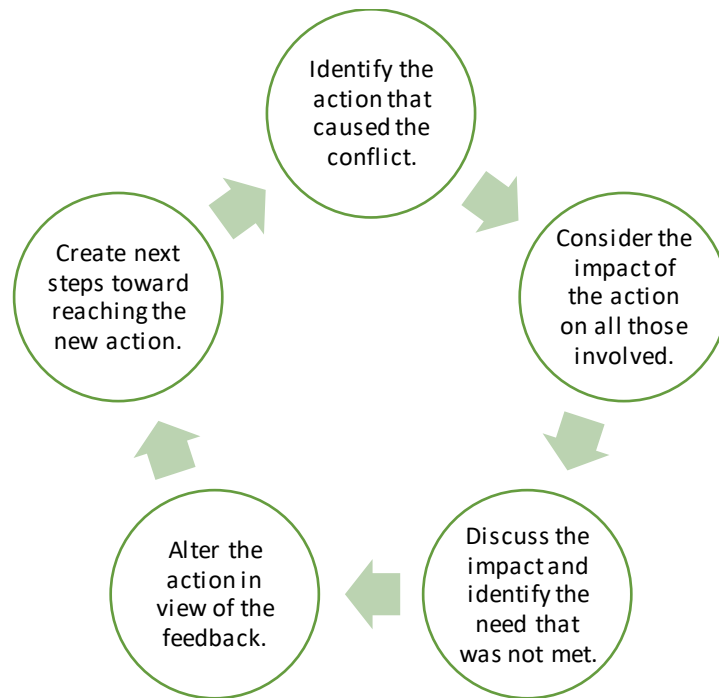 Identify the
action that
caused the
conflict.
Consider the
impact of
the action
on all those
involved.
Discuss the
impact and
identify the
need that
was not met.
Alter the
action in
view of the
feedback.
Create next
steps toward
reaching the
new action.